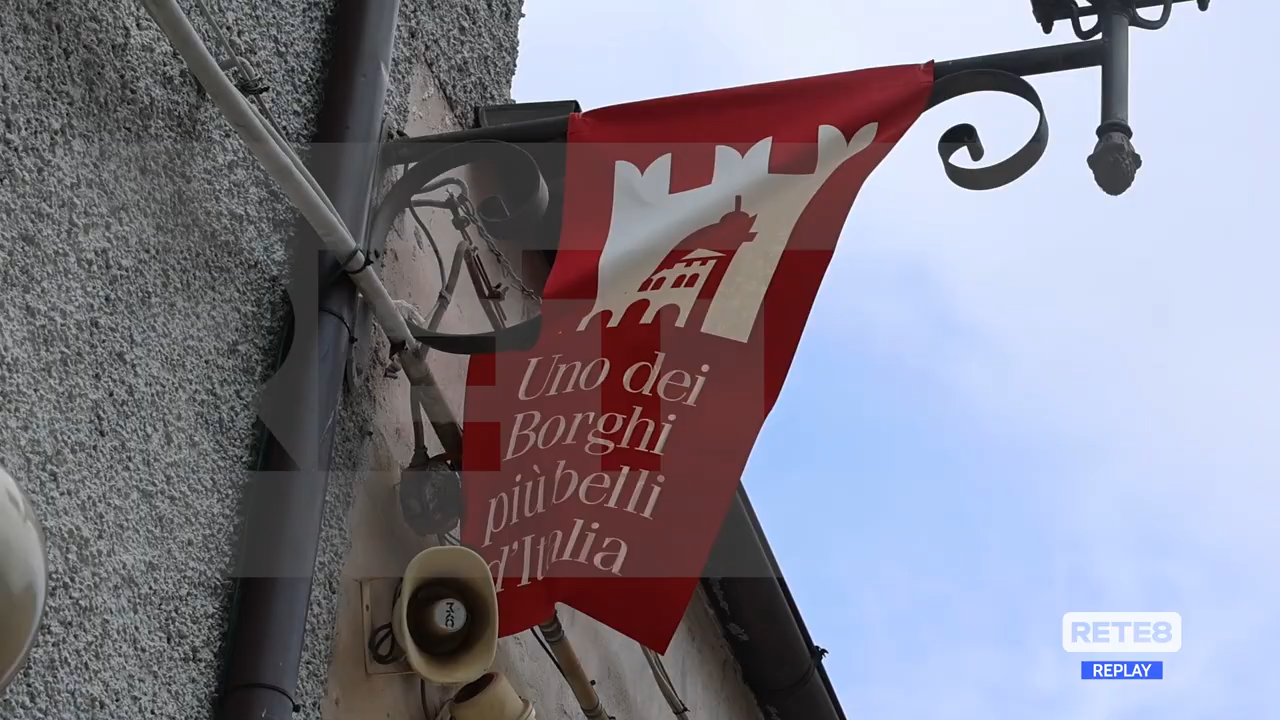 Uno dei
Borghi
più belli
d'Italia
RETE8
REPLAY